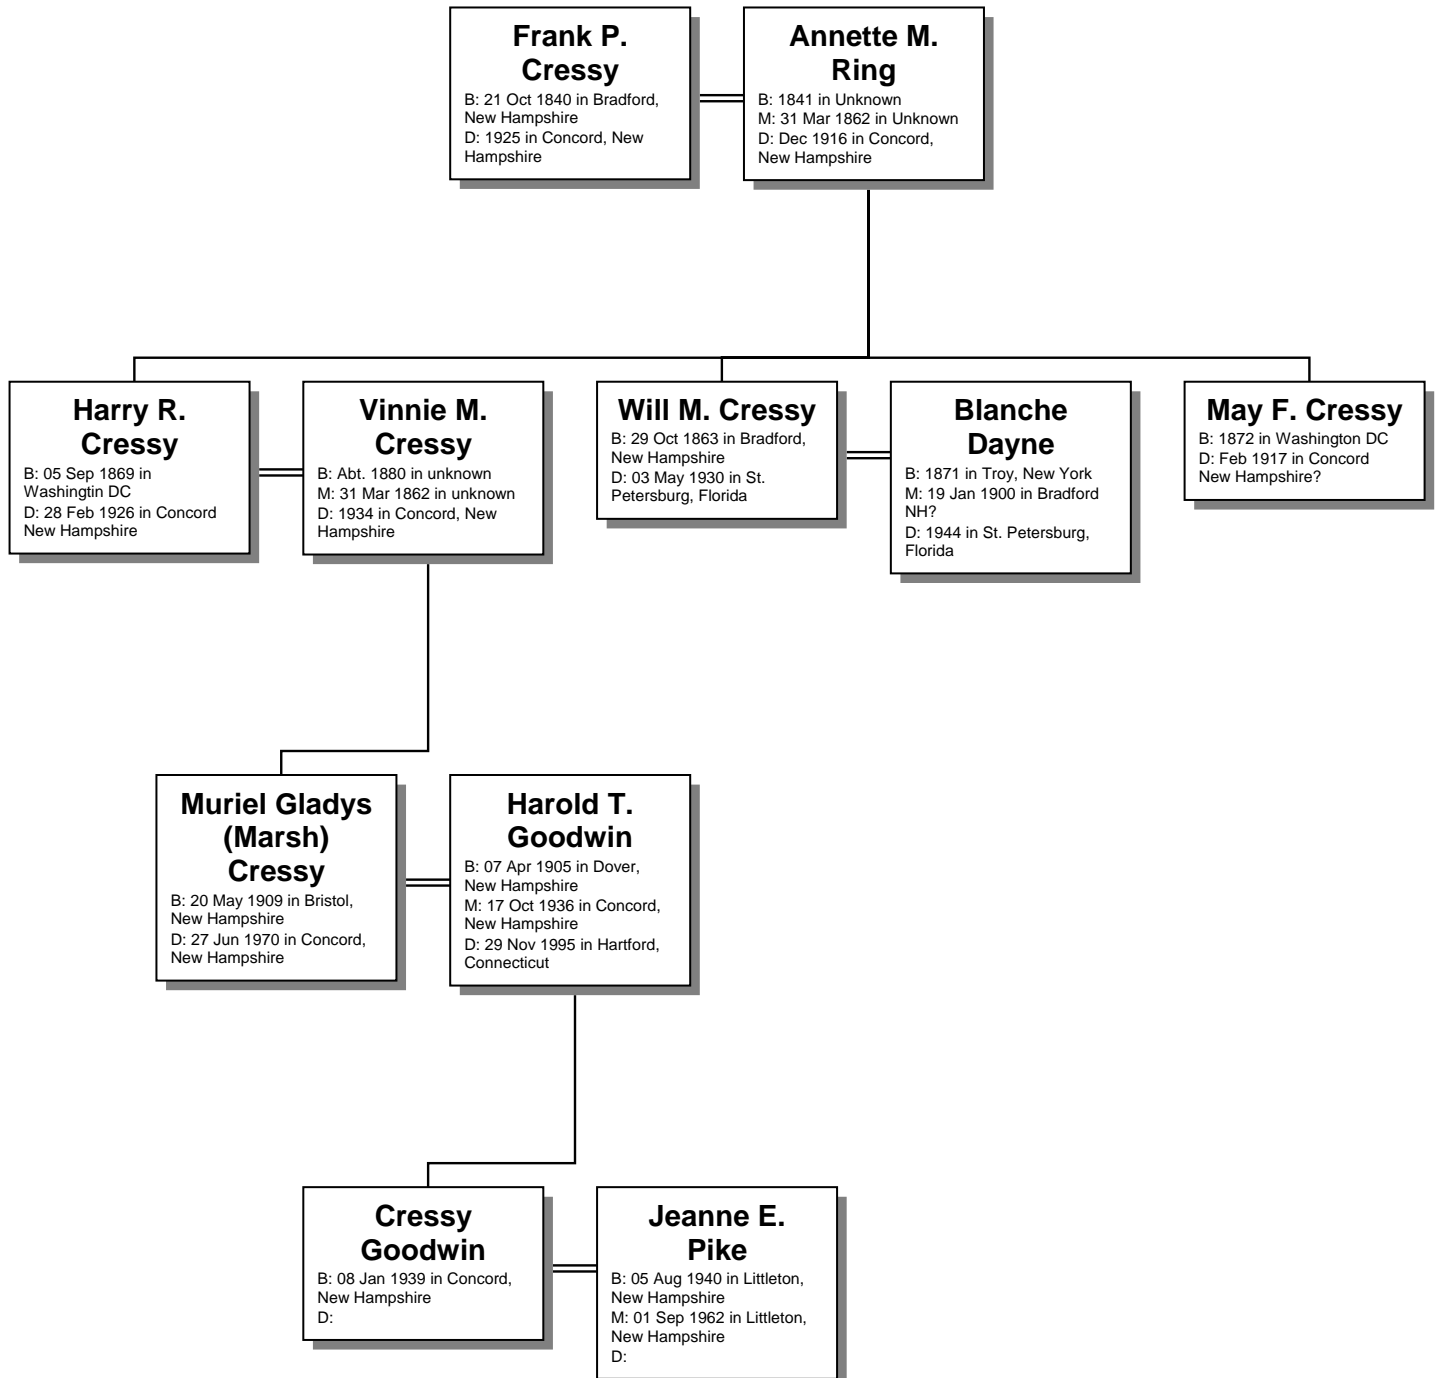 Frank P.
Cressy
B: 21 Oct 1840 in Bradford,
New Hampshire
D: 1925 in Concord, New
Hampshire
Annette M.
Ring
B: 1841 in Unknown
M: 31 Mar 1862 in Unknown
D: Dec 1916 in Concord,
New Hampshire
Harry R.
Cressy
B: 05 Sep 1869 in
Washingtin DC
D: 28 Feb 1926 in Concord
New Hampshire
Vinnie M.
Cressy
B: Abt. 1880 in unknown
M: 31 Mar 1862 in unknown
D: 1934 in Concord, New
Hampshire
Will M. Cressy
B: 29 Oct 1863 in Bradford,
New Hampshire
D: 03 May 1930 in St.
Petersburg, Florida
Blanche
Dayne
B: 1871 in Troy, New York
M: 19 Jan 1900 in Bradford
NH?
D: 1944 in St. Petersburg,
Florida
May F. Cressy
B: 1872 in Washington DC
D: Feb 1917 in Concord
New Hampshire?
Muriel Gladys
(Marsh)
Cressy
B: 20 May 1909 in Bristol,
New Hampshire
D: 27 Jun 1970 in Concord,
New Hampshire
Harold T.
Goodwin
B: 07 Apr 1905 in Dover,
New Hampshire
M: 17 Oct 1936 in Concord,
New Hampshire
D: 29 Nov 1995 in Hartford,
Connecticut
Cressy
Goodwin
B: 08 Jan 1939 in Concord,
New Hampshire
D:
Jeanne E.
Pike
B: 05 Aug 1940 in Littleton,
New Hampshire
M: 01 Sep 1962 in Littleton,
New Hampshire
D: